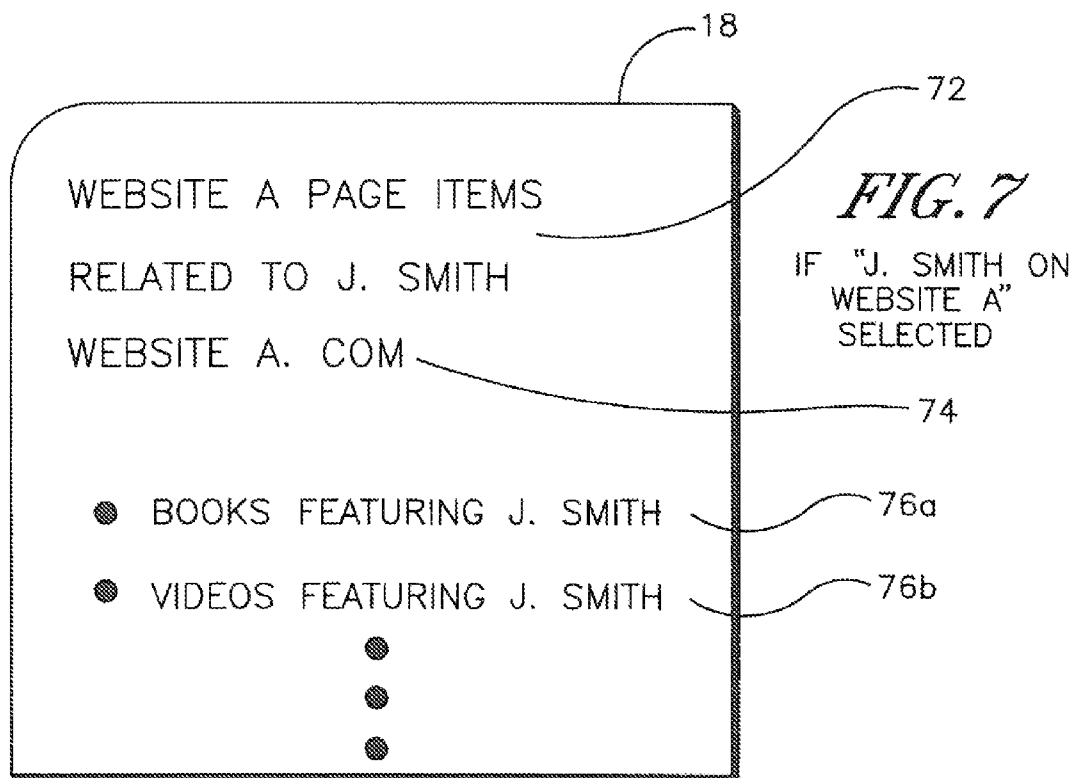 18
72
WEBSITE A PAGE ITEMS
RELATED TO J. SMITH
WEBSITE A. COM
74
• BOOKS FEATURING J. SMITH
76a
• VIDEOS FEATURING J. SMITH
76b
FIG. 7
IF "J. SMITH ON
WEBSITE A"
SELECTED